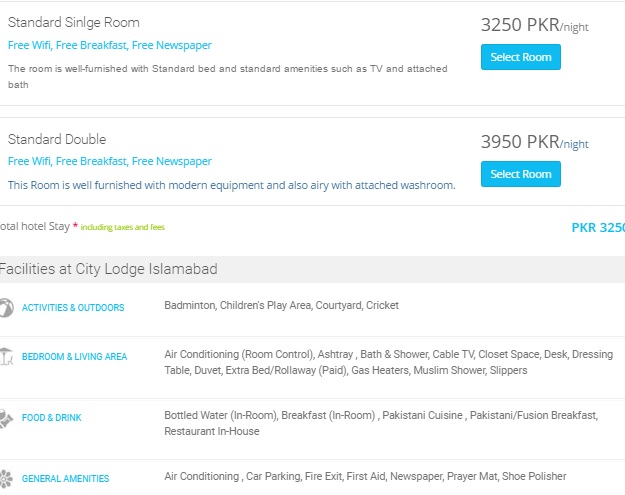 Standard Sinlge Room
3250 PKR/night
Free Wifi, Free Breakfast, Free Newspaper
Select Room
The room is well-furnished with Standard bed and standard amenities such as TV and attached
bath
Standard Double
3950 PKR/night
Free Wifi, Free Breakfast, Free Newspaper
Select Room
This Room is well furnished with modern equipment and also airy with attached washroom.
otal hotel Stay * including taxes and fees
PKR 3250
Facilities at City Lodge Islamabad
ACTIVITIES & OUTDOORS
Badminton, Children's Play Area, Courtyard, Cricket
BEDROOM & LIVING AREA
Air Conditioning (Room Control), Ashtray , Bath & Shower, Cable TV, Closet Space, Desk, Dressing
Table, Duvet, Extra Bed/Rollaway (Paid), Gas Heaters, Muslim Shower, Slippers
FOOD & DRINK
Bottled Water (In-Room), Breakfast (In-Room) , Pakistani Cuisine , Pakistani/Fusion Breakfast,
Restaurant In-House
GENERAL AMENITIES
Air Conditioning , Car Parking, Fire Exit, First Aid, Newspaper, Prayer Mat, Shoe Polisher